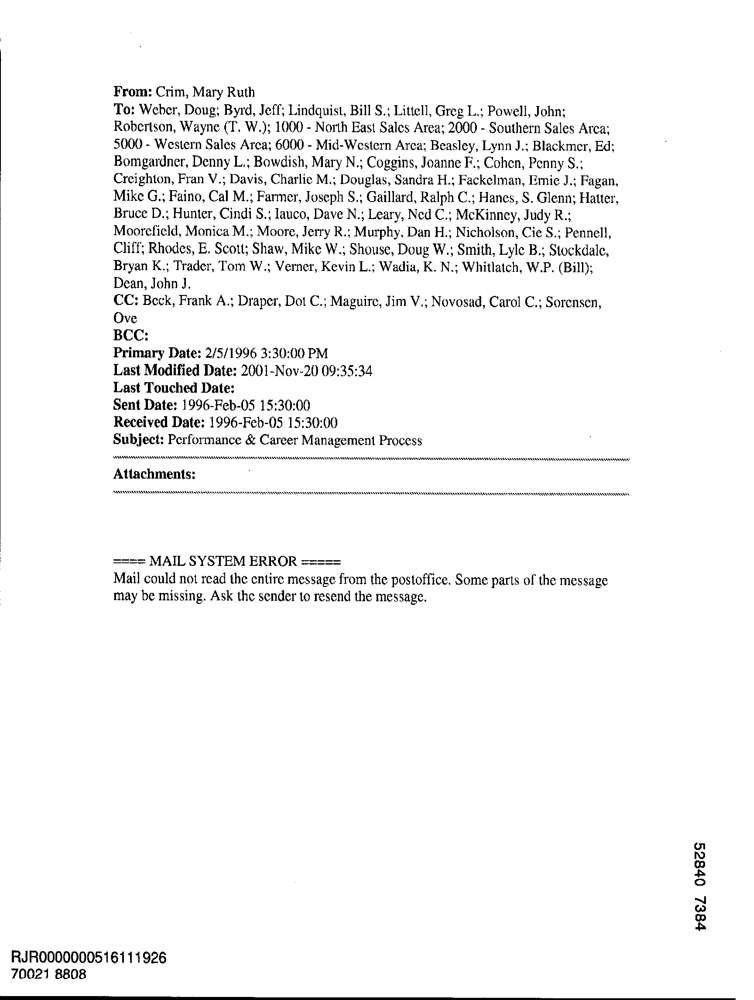 From: Crim, Mary Ruth
To: Weber, Doug; Byrd, Jeff; Lindquist, Bill S.; Littell, Greg L.; Powell, John;
Robertson, Wayne (T. W.); 1000 - North East Sales Area; 2000 - Southern Sales Area;
5000 - Western Sales Area; 6000 - Mid-Western Area; Beasley, Lynn J.; Blackmer, Ed;
Bomgardner, Denny L.; Bowdish, Mary N.; Coggins, Joanne F.; Cohen, Penny S.;
Creighton, Fran V.; Davis, Charlie M.; Douglas, Sandra H.; Fackelman, Ernie J.; Fagan,
Mike G.; Faino, Cal M.; Farmer, Joseph S.; Gaillard, Ralph C.; Hanes, S. Glenn; Hatter,
Bruce D.; Hunter, Cindi S.; Iauco, Dave N.; Leary, Ned C.; McKinney, Judy R.;
Moorefield, Monica M.; Moore, Jerry R.; Murphy, Dan H.; Nicholson, Cie S.; Pennell,
Cliff; Rhodes, E. Scott; Shaw, Mike W.; Shouse, Doug W.; Smith, Lyle B.; Stockdale,
Bryan K.; Trader, Tom W.; Verner, Kevin L.; Wadia, K. N.; Whitlatch, W.P. (Bill);
Dean, John J.
CC: Beck, Frank A.; Draper, Dot C.; Maguire, Jim V.; Novosad, Carol C.; Sorensen,
Ove
BCC:
Primary Date: 2/5/1996 3:30:00 PM
Last Modified Date: 2001-Nov-20 09:35:34
Last Touched Date:
Sent Date: 1996-Feb-05 15:30:00
Received Date: 1996-Feb-05 15:30:00
Subject: Performance & Career Management Process
Attachments:
==== MAIL SYSTEM ERROR =====
Mail could not read the entire message from the postoffice. Some parts of the message
may be missing. Ask the sender to resend the message.
52840 7384
RJR0000000516111926
70021 8808